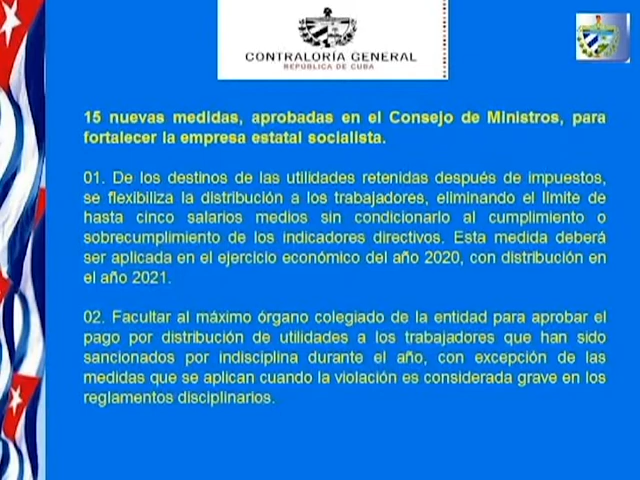 CONTRALORÍA GENERAL
REPÚBLICA DE CUBA
15 nuevas medidas, aprobadas en el Consejo de Ministros, para
fortalecer la empresa estatal socialista.
01. De los destinos de las utilidades retenidas después de impuestos,
se flexibiliza la distribución a los trabajadores, eliminando el límite de
hasta cinco salarios medios sin condicionarlo al cumplimiento o
sobrecumplimiento de los indicadores directivos. Esta medida deberá
ser aplicada en el ejercicio económico del año 2020, con distribución en
el año 2021.
02. Facultar al máximo órgano colegiado de la entidad para aprobar el
pago por distribución de utilidades a los trabajadores que han sido
sancionados por indisciplina durante el año, con excepción de las
medidas que se aplican cuando la violación es considerada grave en los
reglamentos disciplinarios.